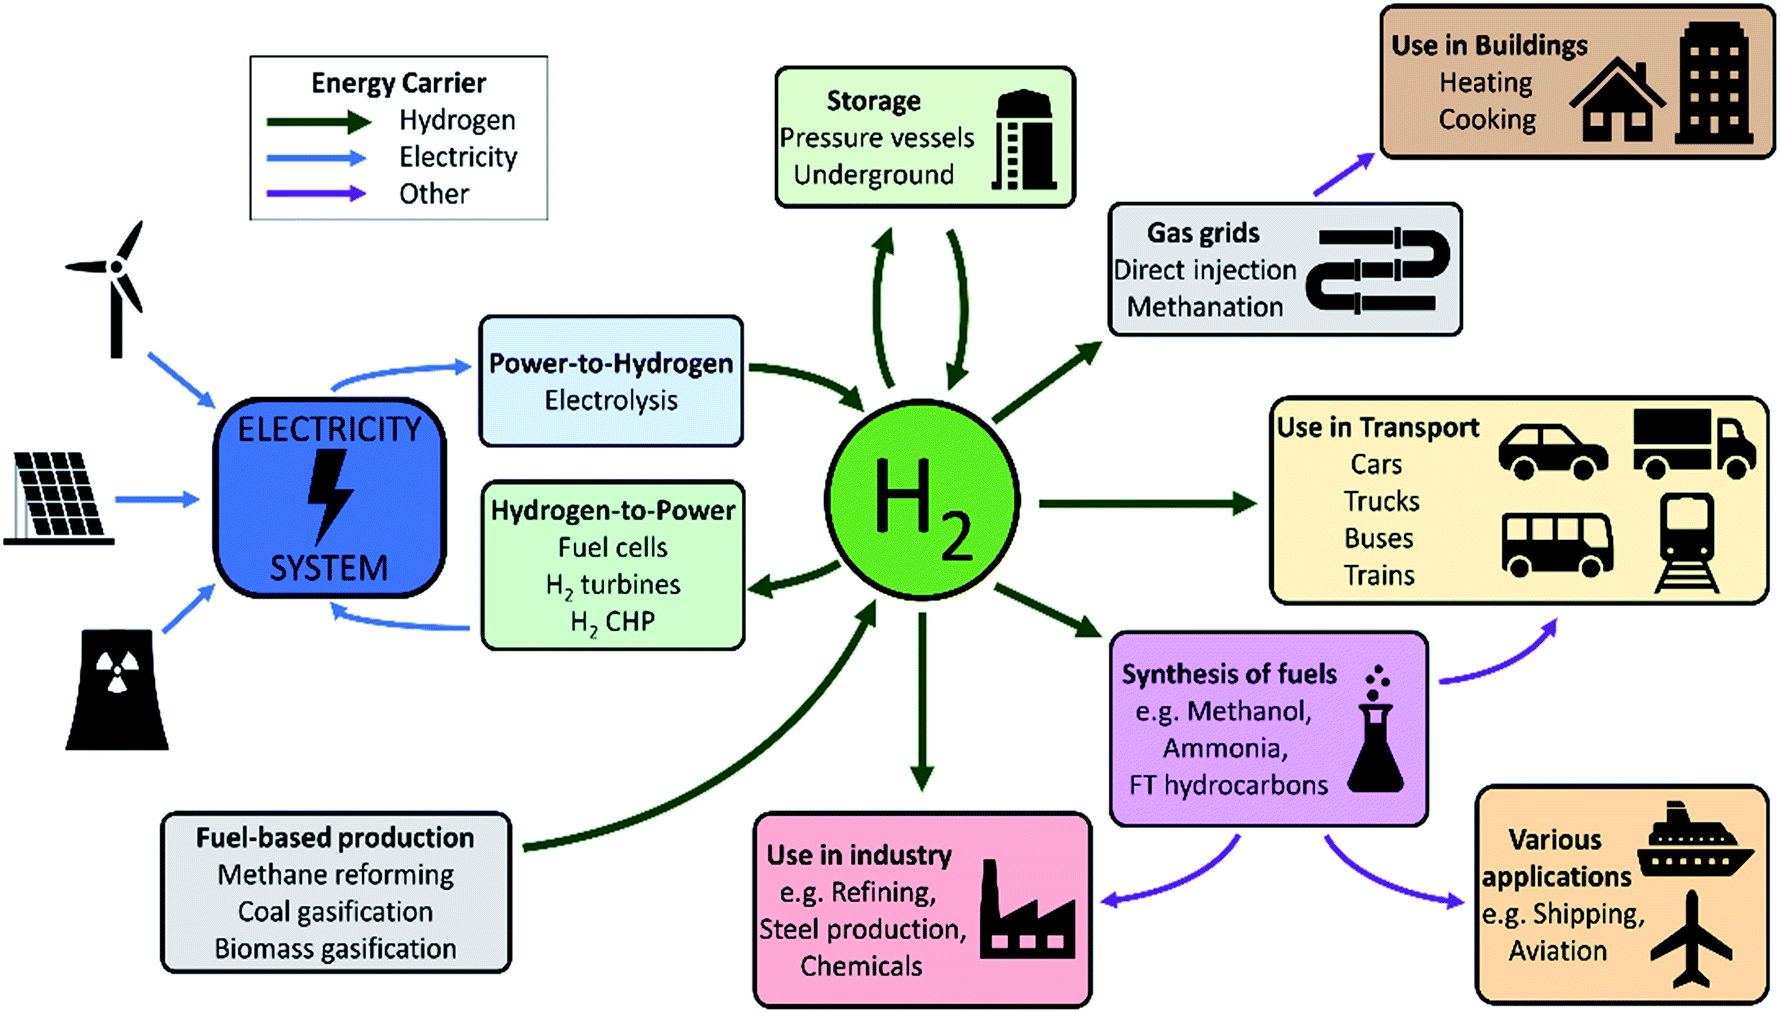 Energy Carrier
Hydrogen
Electricity
Other
Storage
Pressure vessels
Underground
Use in Buildings
Heating
Cooking
Gas grids
Direct injection
Methanation
Power-to-Hydrogen
Electrolysis
ELECTRICITY
SYSTEM
Hydrogen-to-Power
Fuel cells
H₂ turbines
H₂ CHP
H₂
Use in Transport
Cars
Trucks
Buses
Trains
Synthesis of fuels
e.g. Methanol,
Ammonia,
FT hydrocarbons
Fuel-based production
Methane reforming
Coal gasification
Biomass gasification
Use in industry
e.g. Refining,
Steel production,
Chemicals
Various
applications
e.g. Shipping,
Aviation